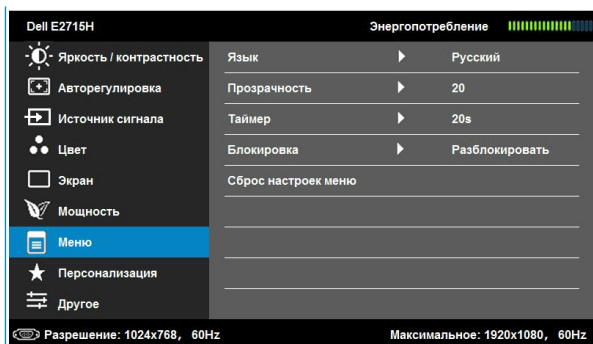 Dell E2715H Энергопотребление
Яркость / контрастность Язык Русский
Авторегулировка Прозрачность 20
Источник сигнала Таймер 20s
Цвет Блокировка Разблокировать
Экран Сброс настроек меню
Мощность
Меню
Персонализация
Другое
Разрешение: 1024x768, 60Hz Максимальное: 1920x1080, 60Hz